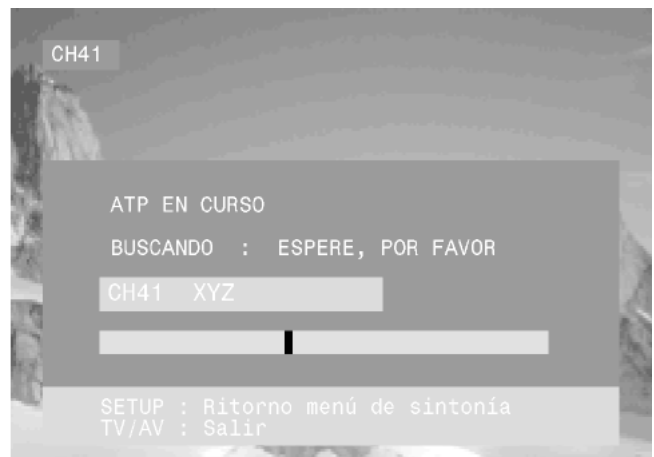 CH41
ATP EN CURSO
BUSCANDO : ESPERE, POR FAVOR
CH41 XYZ
SETUP : Ritorno menú de sintonía
TV/AV : Salir